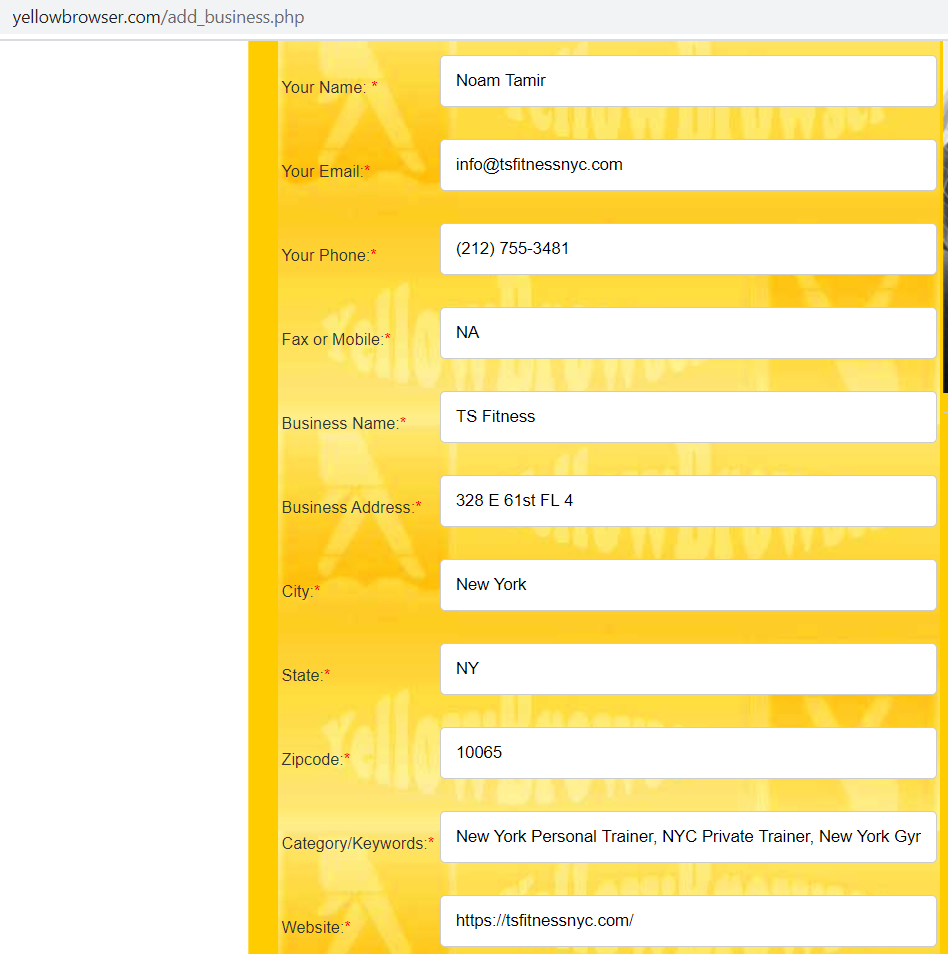 yellowbrowser.com/add_business.php
Your Name: * Noam Tamir
Your Email:* info@tsfitnessnyc.com
Your Phone:* (212) 755-3481
Fax or Mobile:* NA
Business Name:* TS Fitness
Business Address:* 328 E 61st FL 4
City:* New York
State:* NY
Zipcode:* 10065
Category/Keywords:* New York Personal Trainer, NYC Private Trainer, New York Gyr
Website:* https://tsfitnessnyc.com/